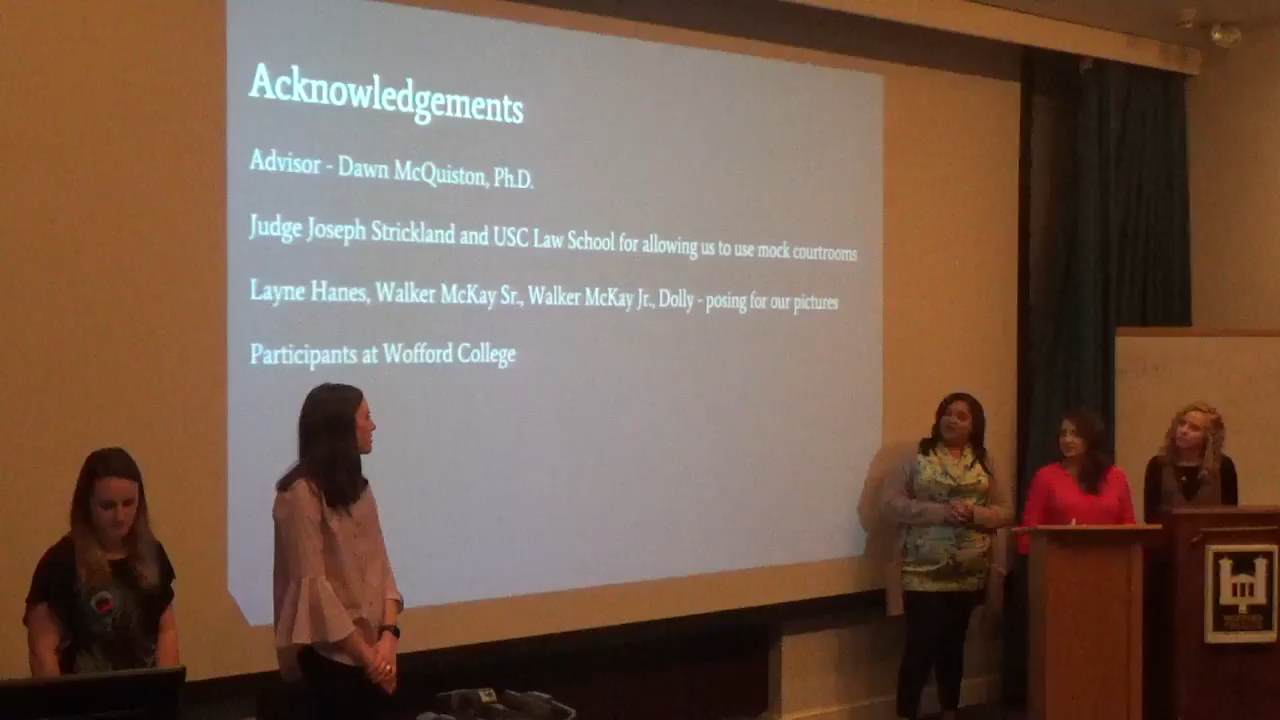 Acknowledgements
Advisor - Dawn McQuiston, Ph.D.
Judge Joseph Strickland and USC Law School for allowing us to use mock courtrooms
Layne Hanes, Walker McKay Sr., Walker McKay Jr., Dolly - posing for our pictures
Participants at Wofford College